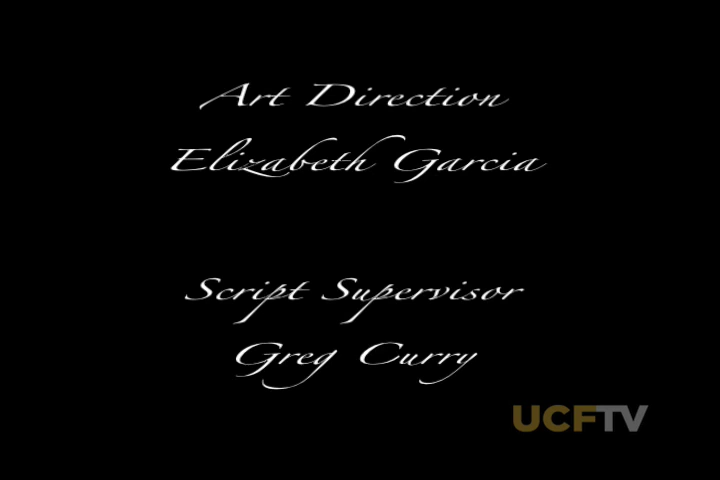 Art Direction
Elizabeth Garcia
Script Supervisor
Greg Curry
UCFTV